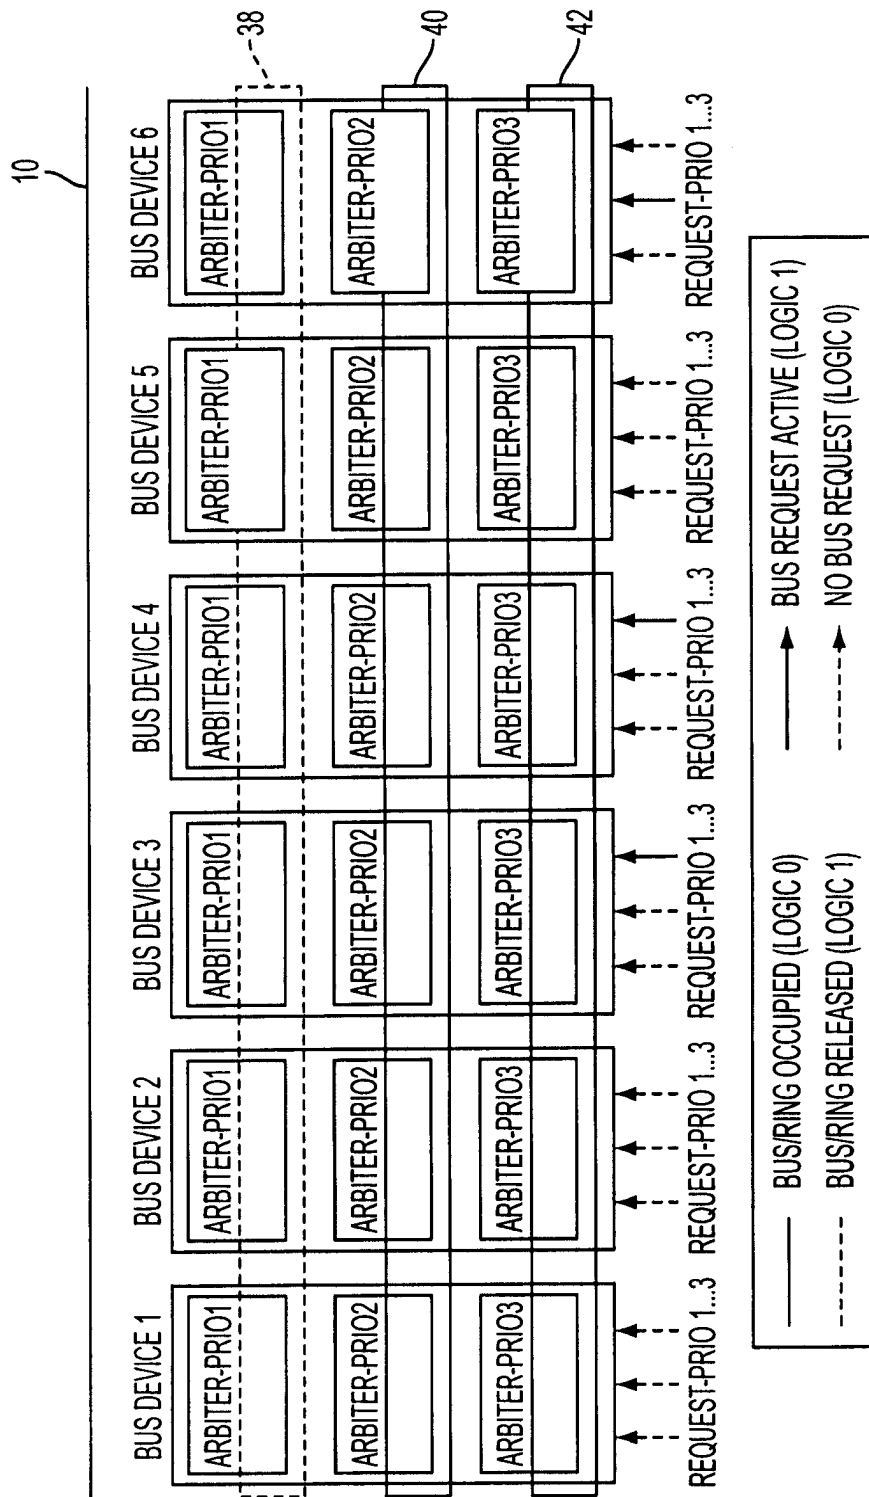 10
BUS DEVICE 1
BUS DEVICE 2
BUS DEVICE 3
BUS DEVICE 4
BUS DEVICE 5
BUS DEVICE 6
ARBITER-PRIO1
ARBITER-PRIO1
ARBITER-PRIO1
ARBITER-PRIO1
ARBITER-PRIO1
ARBITER-PRIO1
38
ARBITER-PRIO2
ARBITER-PRIO2
ARBITER-PRIO2
ARBITER-PRIO2
ARBITER-PRIO2
ARBITER-PRIO2
40
ARBITER-PRIO3
ARBITER-PRIO3
ARBITER-PRIO3
ARBITER-PRIO3
ARBITER-PRIO3
ARBITER-PRIO3
42
REQUEST-PRIO 1...3
REQUEST-PRIO 1...3
REQUEST-PRIO 1...3
REQUEST-PRIO 1...3
REQUEST-PRIO 1...3
REQUEST-PRIO 1...3
BUS/RING OCCUPIED (LOGIC 0)
BUS REQUEST ACTIVE (LOGIC 1)
BUS/RING RELEASED (LOGIC 1)
NO BUS REQUEST (LOGIC 0)